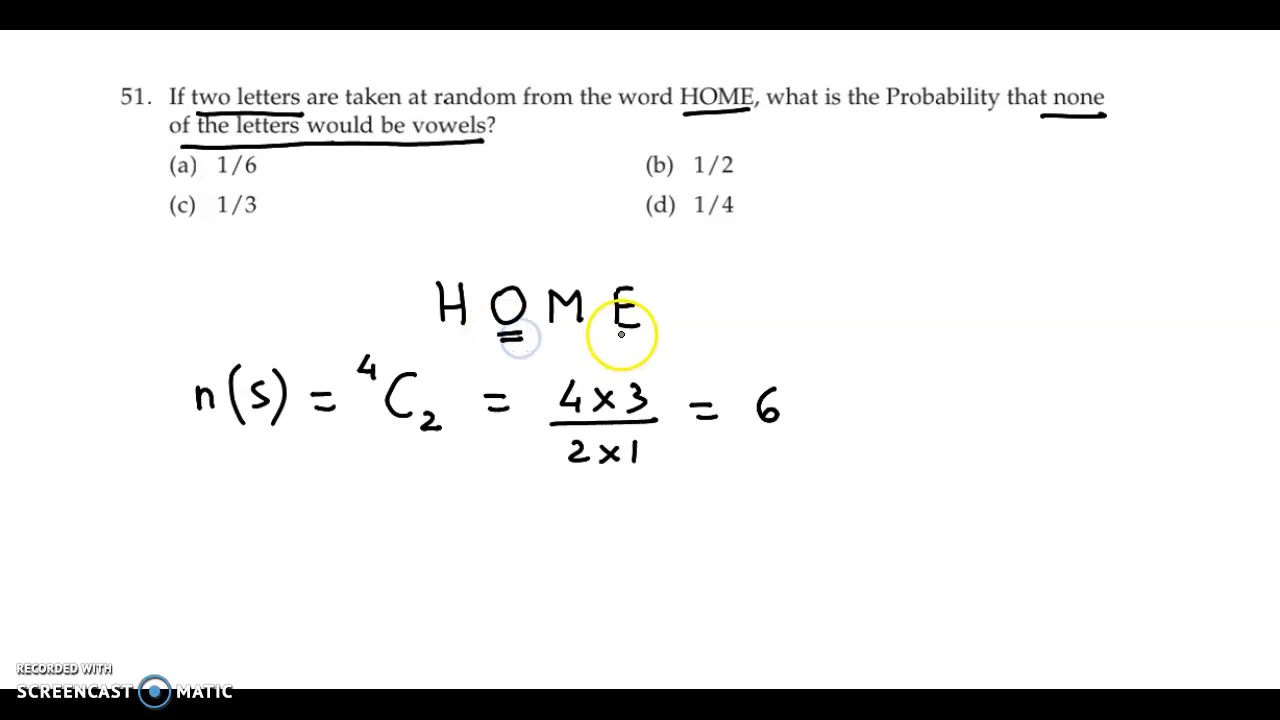 51. If two letters are taken at random from the word HOME, what is the Probability that none
of the letters would be vowels?
(a) 1/6 (b) 1/2
(c) 1/3 (d) 1/4
H O M E
n(S) = ⁴C₂ = 4 x 3 / 2 x 1 = 6
RECORDED WITH
SCREENCAST MATIC